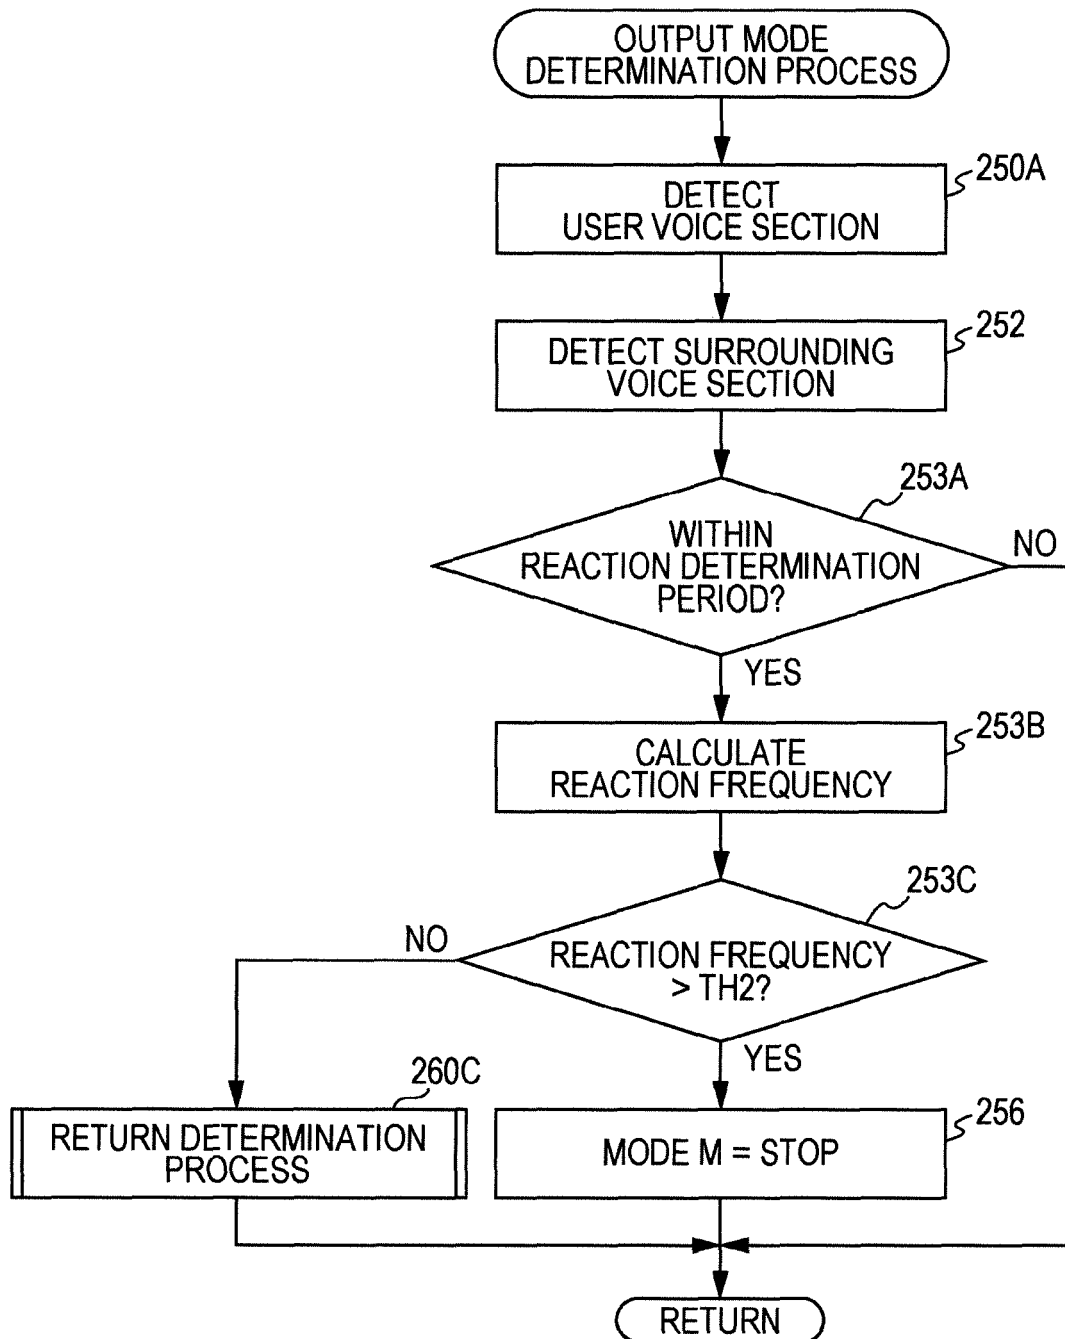 OUTPUT MODE
DETERMINATION PROCESS
250A
DETECT
USER VOICE SECTION
252
DETECT SURROUNDING
VOICE SECTION
253A
WITHIN
REACTION DETERMINATION
PERIOD?
NO
YES
253B
CALCULATE
REACTION FREQUENCY
253C
REACTION FREQUENCY
> TH2?
NO
YES
260C
RETURN DETERMINATION
PROCESS
256
MODE M = STOP
RETURN